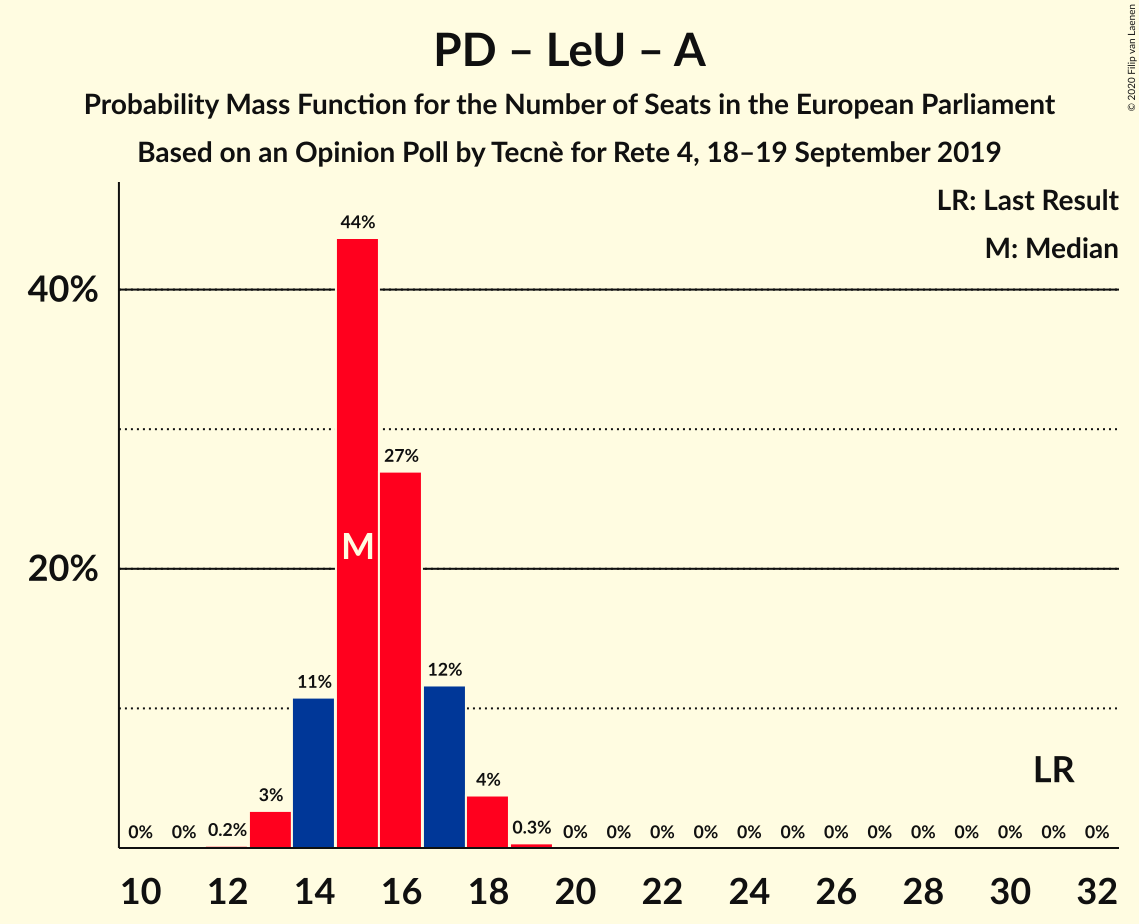 PD – LeU – A
Probability Mass Function for the Number of Seats in the European Parliament
Based on an Opinion Poll by Tecnè for Rete 4, 18–19 September 2019
© 2020 Filip van Laenen
LR: Last Result
M: Median
40%
20%
0% 0% 0.2% 3% 11% 44% 27% 12% 4% 0.3% 0% 0% 0% 0% 0% 0% 0% 0% 0% 0% 0% 0% 0%
M
LR
10 12 14 16 18 20 22 24 26 28 30 32